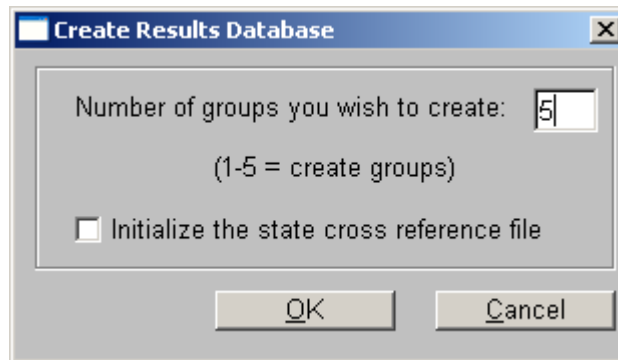 Create Results Database
Number of groups you wish to create: 5
(1-5 = create groups)
Initialize the state cross reference file
OK Cancel